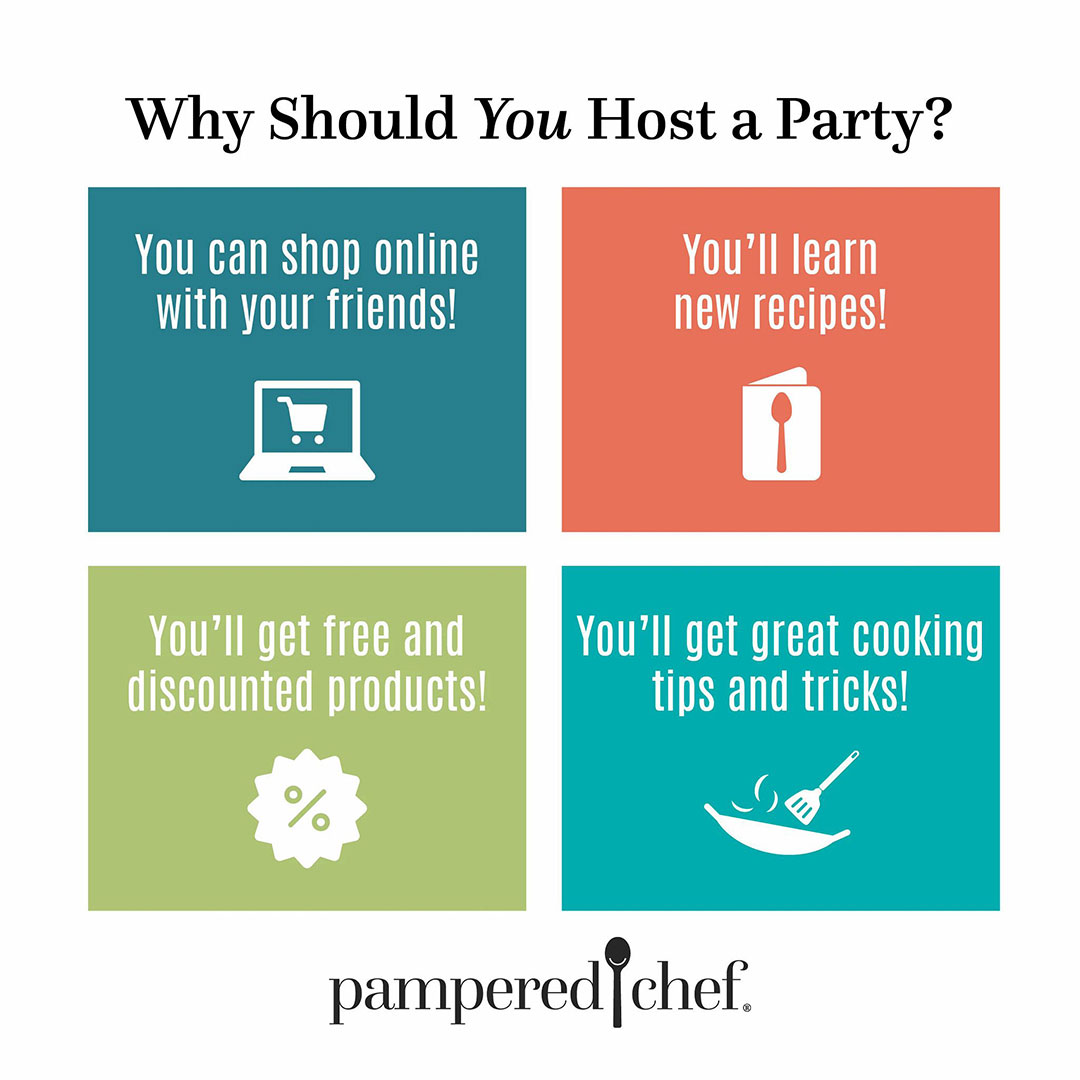 Why Should You Host a Party?
You can shop online
with your friends!
You’ll learn
new recipes!
You’ll get free and
discounted products!
%
You’ll get great cooking
tips and tricks!
pampered chef®